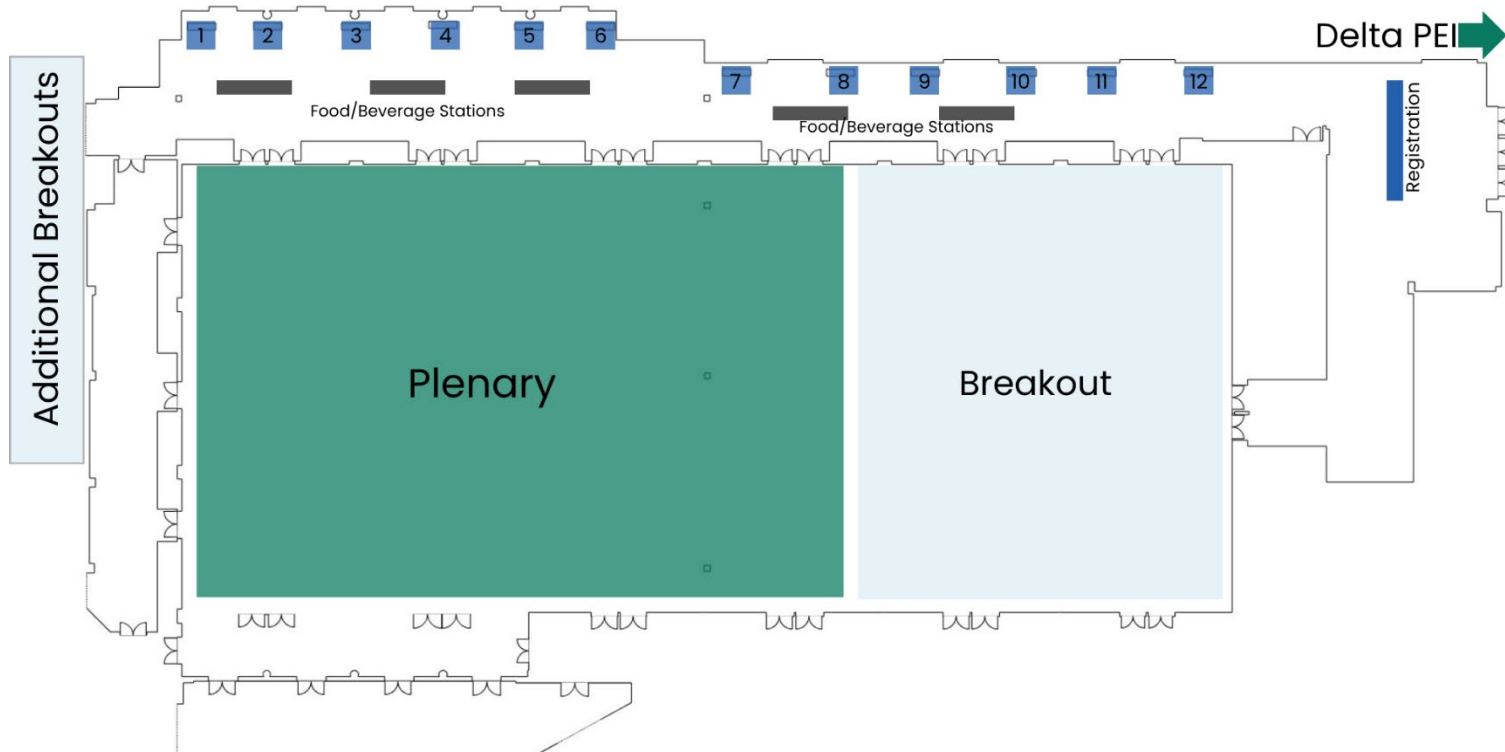 Delta PEI
1
2
3
4
5
6
7
8
9
10
11
12
Food/Beverage Stations
Food/Beverage Stations
Registration
Additional Breakouts
Plenary
Breakout